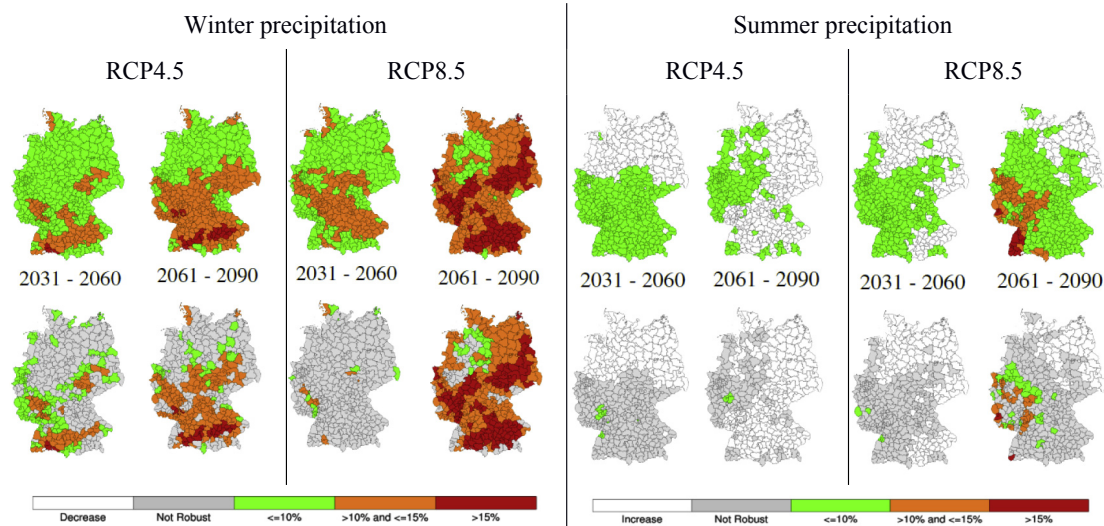 Winter precipitation
Summer precipitation
RCP4.5
RCP8.5
RCP4.5
RCP8.5
2031 - 2060
2061 - 2090
2031 - 2060
2061 - 2090
2031 - 2060
2061 - 2090
2031 - 2060
2061 - 2090
Decrease
Not Robust
<=10%
>10% and <=15%
>15%
Increase
Not Robust
<=10%
>10% and <=15%
>15%